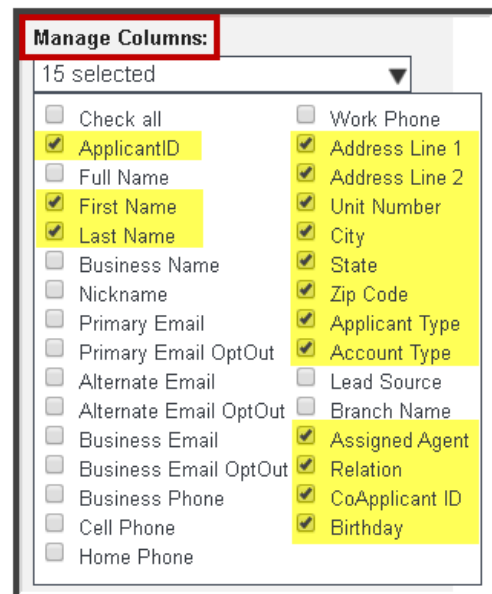 Manage Columns:
15 selected
Check all
ApplicantID
Full Name
First Name
Last Name
Business Name
Nickname
Primary Email
Primary Email OptOut
Alternate Email
Alternate Email OptOut
Business Email
Business Email OptOut
Business Phone
Cell Phone
Home Phone
Work Phone
Address Line 1
Address Line 2
Unit Number
City
State
Zip Code
Applicant Type
Account Type
Lead Source
Branch Name
Assigned Agent
Relation
CoApplicant ID
Birthday